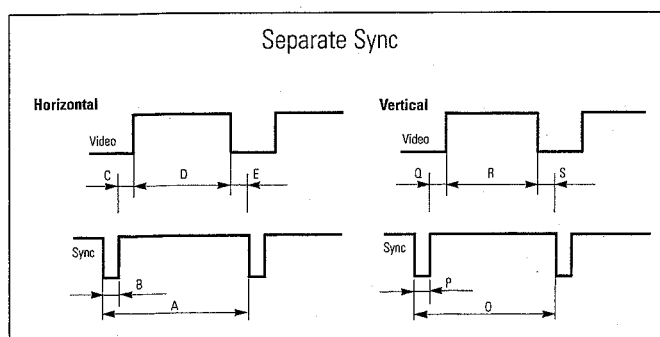 Separate Sync
Horizontal
Vertical
Video
Video
C D E
Q R S
Sync
Sync
B
P
A
O